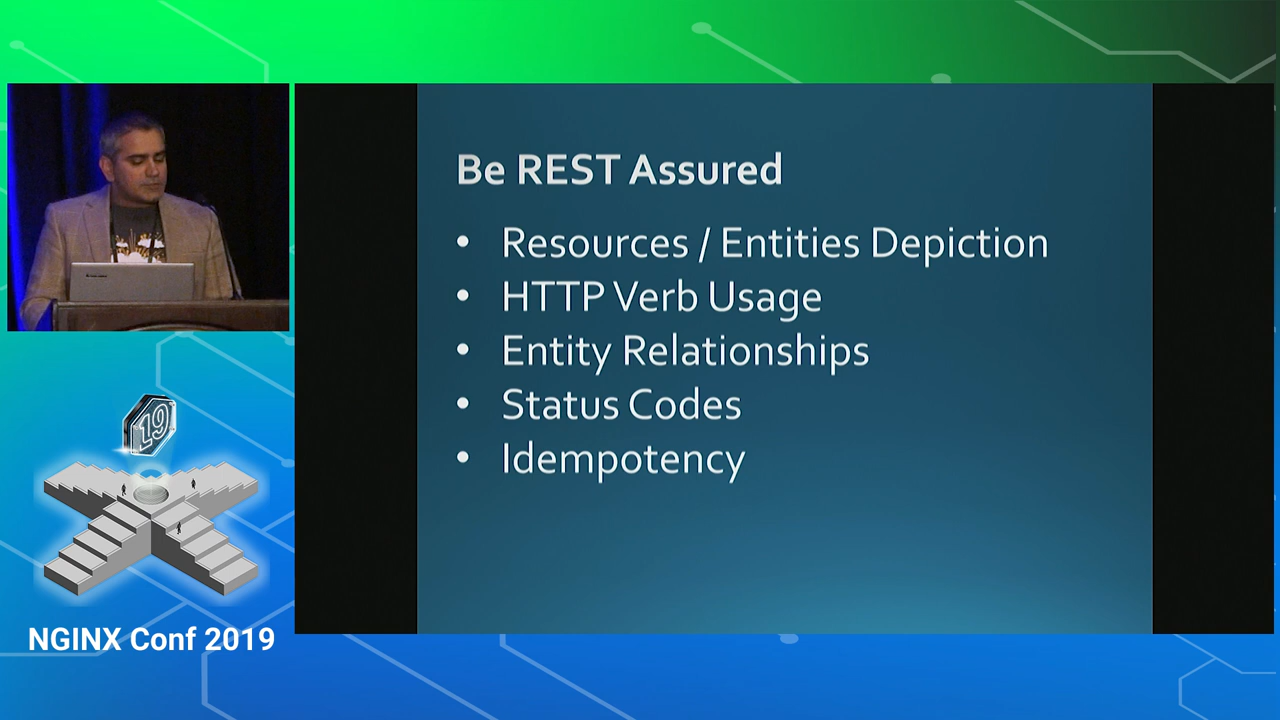 Be REST Assured
• Resources / Entities Depiction
• HTTP Verb Usage
• Entity Relationships
• Status Codes
• Idempotency
19
NGINX Conf 2019